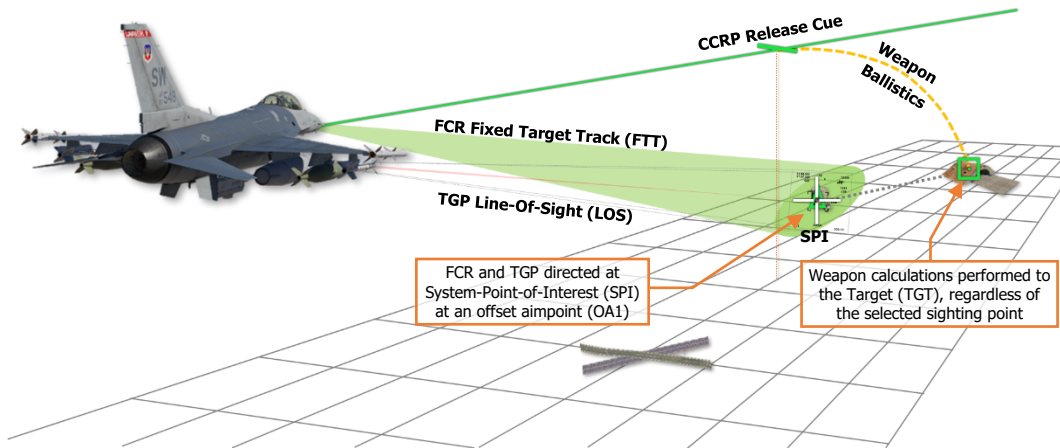 CCRP Release Cue
Weapon
Ballistics
FCR Fixed Target Track (FTT)
TGP Line-Of-Sight (LOS)
SPI
FCR and TGP directed at
System-Point-of-Interest (SPI)
at an offset aimpoint (OA1)
Weapon calculations performed to
the Target (TGT), regardless of
the selected sighting point
SW